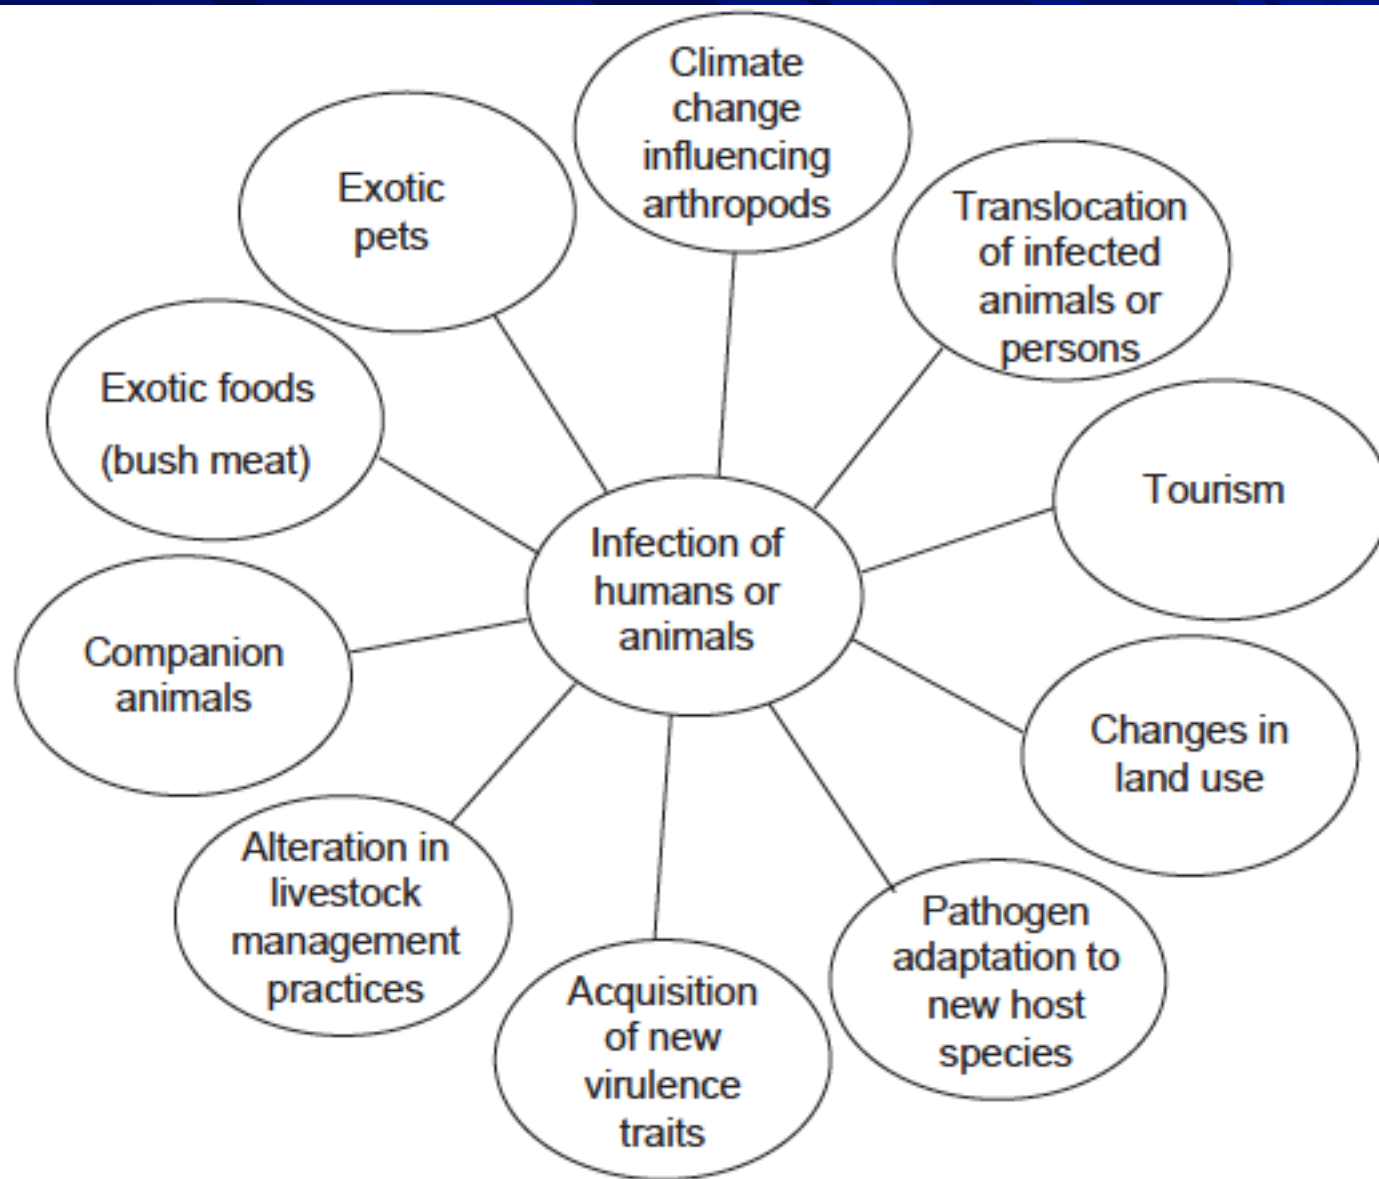 Climate
change
influencing
arthropods
Exotic
pets
Translocation
of infected
animals or
persons
Exotic foods
(bush meat)
Tourism
Infection of
humans or
animals
Companion
animals
Changes in
land use
Alteration in
livestock
management
practices
Pathogen
adaptation to
new host
species
Acquisition
of new
virulence
traits